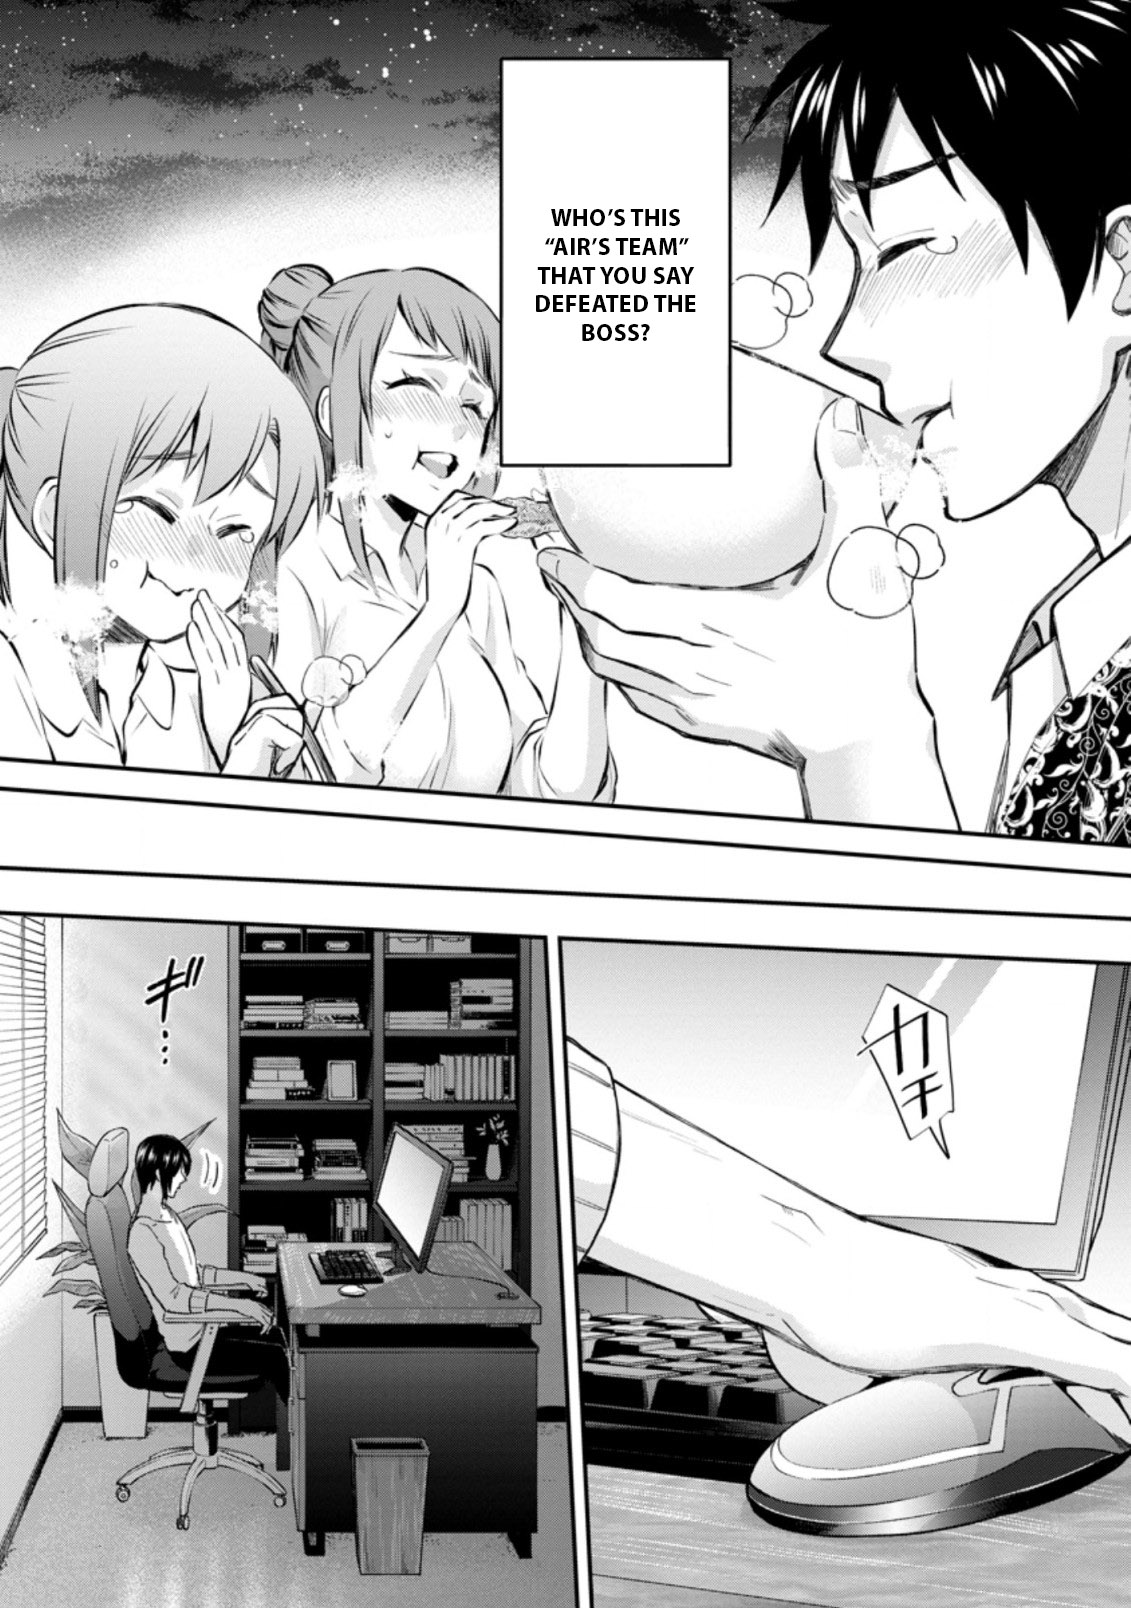 WHO'S THIS
“AIR'S TEAM”
THAT YOU SAY
DEFEATED THE
BOSS?
カチ
ギ…